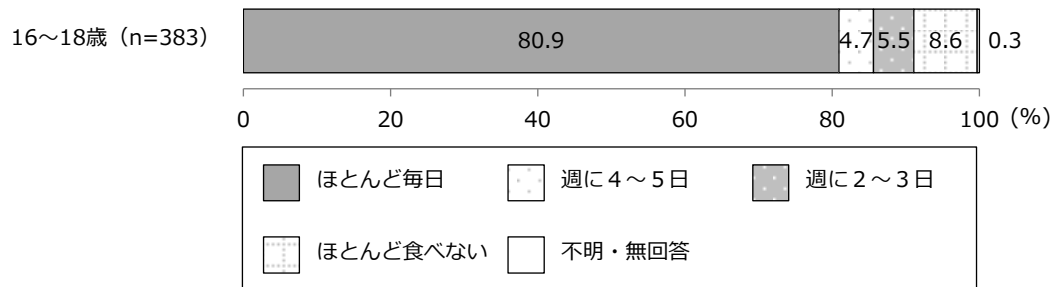 16～18歳（n=383） 80.9 4.7 5.5 8.6 0.3
0 20 40 60 80 100 (%)
ほとんど毎日 週に４～５日 週に２～３日
ほとんど食べない 不明・無回答